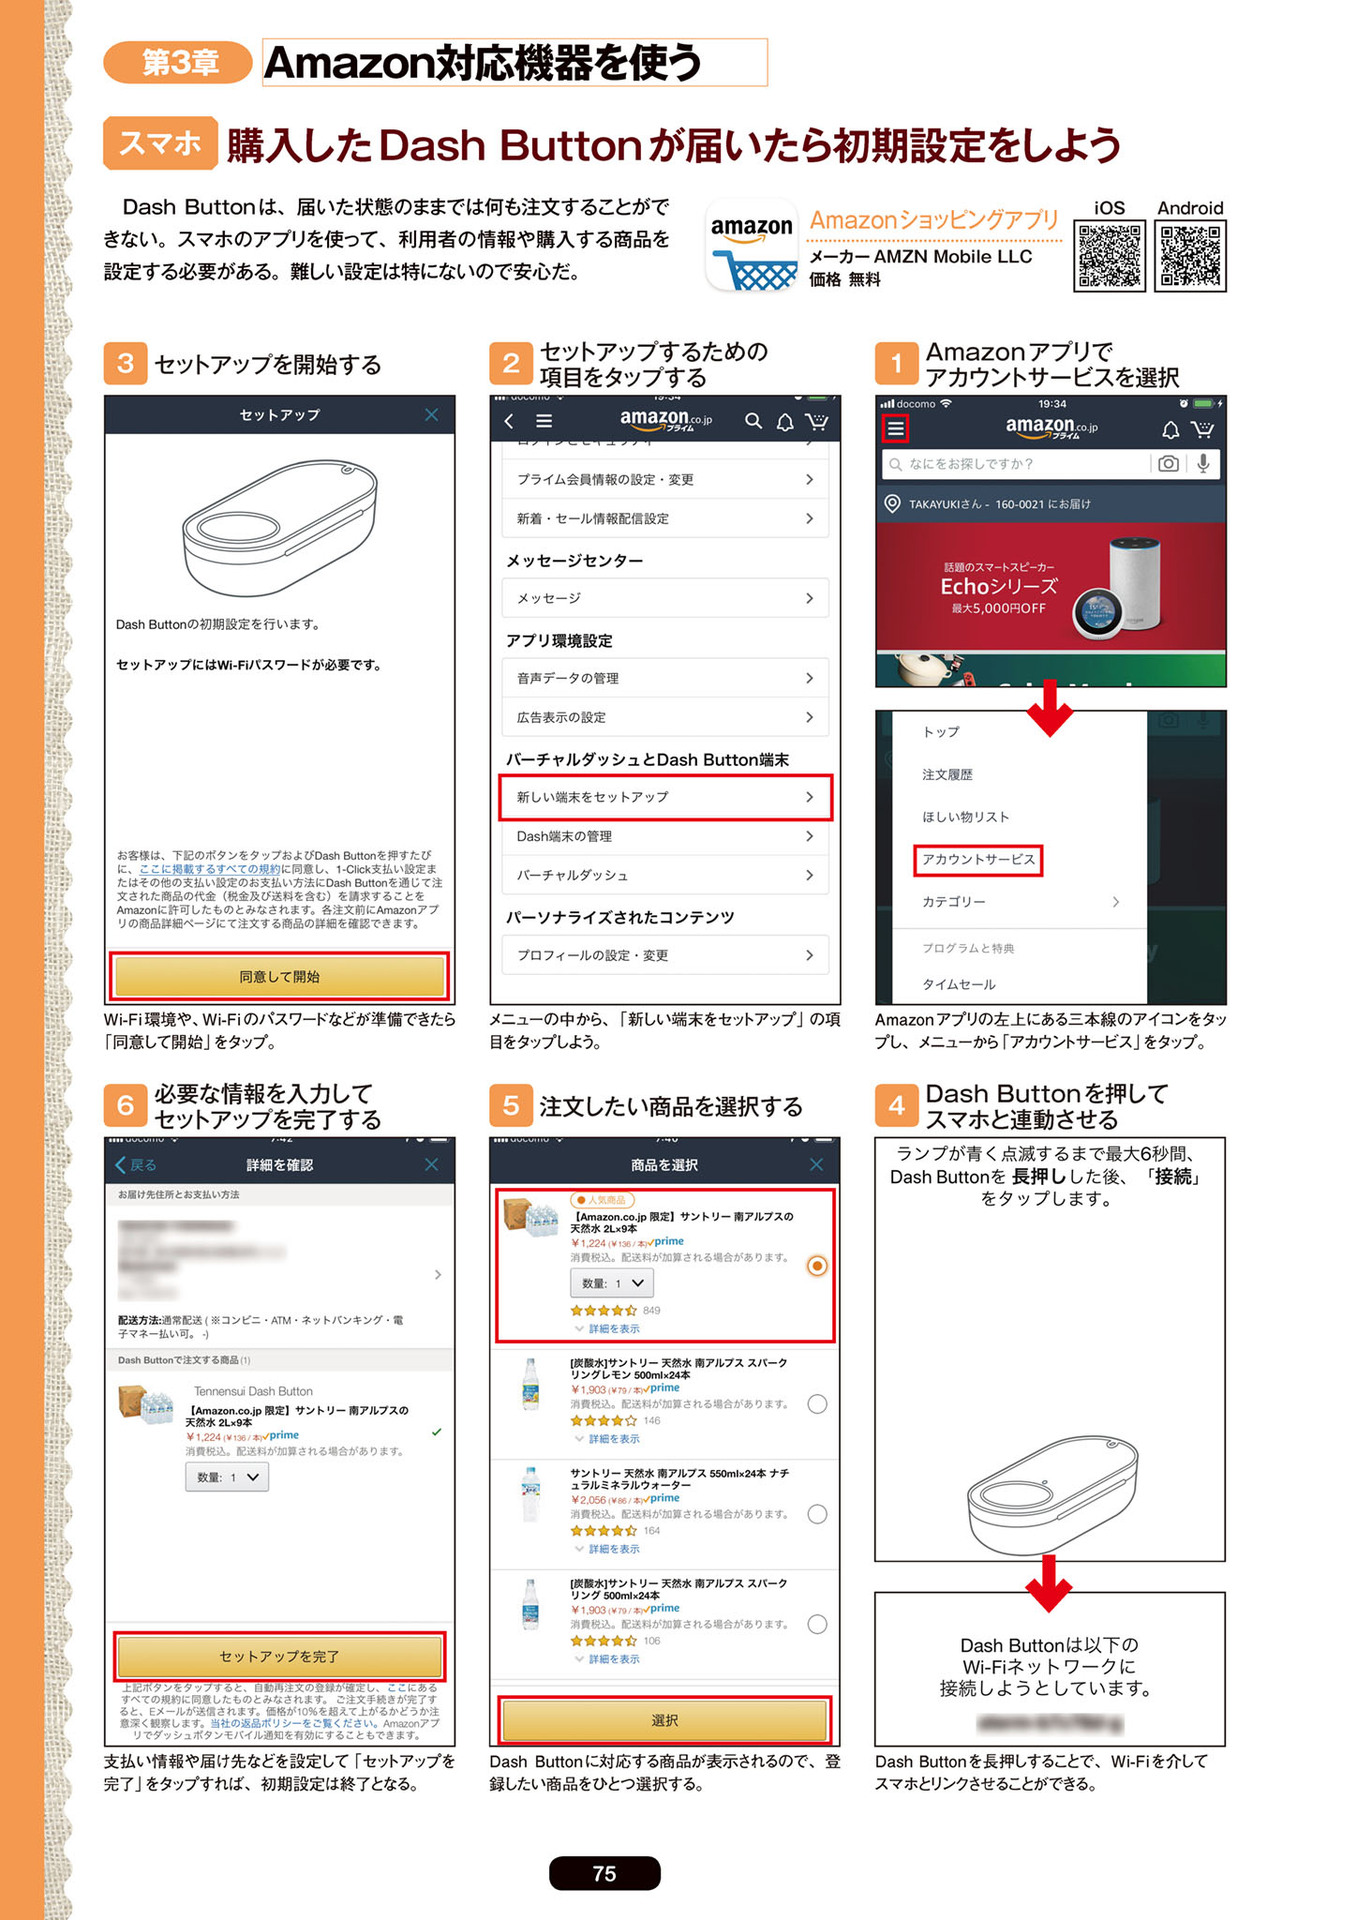 第3章
Amazon対応機器を使う
スマホ
購入したDash Buttonが届いたら初期設定をしよう
Dash Buttonは、届いた状態のままでは何も注文することがで
きない。スマホのアプリを使って、利用者の情報や購入する商品を
設定する必要がある。難しい設定は特にないので安心だ。
amazon
Amazonショッピングアプリ
メーカー AMZN Mobile LLC
価格 無料
iOS
Android
1
Amazonアプリで
アカウントサービスを選択
docomo
19:34
amazon.co.jp
プライム
なにをお探しですか？
TAKAYUKIさん - 160-0021 にお届け
話題のスマートスピーカー
Echoシリーズ
最大5,000円OFF
トップ
注文履歴
ほしい物リスト
アカウントサービス
カテゴリー
プログラムと特典
タイムセール
Amazonアプリの左上にある三本線のアイコンをタッ
プし、メニューから「アカウントサービス」をタップ。
2
セットアップするための
項目をタップする
docomo
19:34
amazon.co.jp
プライム
ログインとセキュリティ
プライム会員情報の設定・変更
新着・セール情報配信設定
メッセージセンター
メッセージ
アプリ環境設定
音声データの管理
広告表示の設定
バーチャルダッシュとDash Button端末
新しい端末をセットアップ
Dash端末の管理
バーチャルダッシュ
パーソナライズされたコンテンツ
プロフィールの設定・変更
メニューの中から、「新しい端末をセットアップ」の項
目をタップしよう。
3
セットアップを開始する
セットアップ
Dash Buttonの初期設定を行います。
セットアップにはWi-Fiパスワードが必要です。
お客様は、下記のボタンをタップおよびDash Buttonを押すたび
に、ここに掲載するすべての規約に同意し、1-Click支払い設定ま
たはその他の支払い設定のお支払い方法にDash Buttonを通じて注
文された商品の代金（税金及び送料を含む）を請求することを
Amazonに許可したものとみなされます。各注文前にAmazonアプ
リの商品詳細ページにて注文する商品の詳細を確認できます。
同意して開始
Wi-Fi環境や、Wi-Fiのパスワードなどが準備できたら
「同意して開始」をタップ。
4
Dash Buttonを押して
スマホと連動させる
ランプが青く点滅するまで最大6秒間、
Dash Buttonを 長押しした後、「接続」
をタップします。
Dash Buttonは以下の
Wi-Fiネットワークに
接続しようとしています。
Dash Buttonを長押しすることで、Wi-Fiを介して
スマホとリンクさせることができる。
5
注文したい商品を選択する
docomo
商品を選択
人気商品
【Amazon.co.jp 限定】サントリー 南アルプスの
天然水 2L×9本
￥1,224 (￥136 / 本) prime
消費税込。配送料が加算される場合があります。
数量: 1
849
詳細を表示
[炭酸水]サントリー 天然水 南アルプス スパーク
リングレモン 500ml×24本
￥1,903 (￥79 / 本) prime
消費税込。配送料が加算される場合があります。
146
詳細を表示
サントリー 天然水 南アルプス 550ml×24本 ナチ
ュラルミネラルウォーター
￥2,056 (￥86 / 本) prime
消費税込。配送料が加算される場合があります。
164
詳細を表示
[炭酸水]サントリー 天然水 南アルプス スパーク
リング 500ml×24本
￥1,903 (￥79 / 本) prime
消費税込。配送料が加算される場合があります。
106
詳細を表示
選択
Dash Buttonに対応する商品が表示されるので、登
録したい商品をひとつ選択する。
6
必要な情報を入力して
セットアップを完了する
docomo
7:42
戻る
詳細を確認
お届け先住所とお支払い方法
配送方法:通常配送 ( ※コンビニ・ATM・ネットバンキング・電
子マネー払い可。 -)
Dash Buttonで注文する商品 (1)
Tennensui Dash Button
【Amazon.co.jp 限定】サントリー 南アルプスの
天然水 2L×9本
￥1,224 (￥136 / 本) prime
消費税込。配送料が加算される場合があります。
数量: 1
セットアップを完了
上記ボタンをタップすると、自動再注文の登録が確定し、ここにある
すべての規約に同意したものとみなされます。 ご注文手続きが完了す
ると、Eメールが送信されます。価格が10%を超えて上がるかどうか注
意深く観察します。当社の返品ポリシーをご覧ください。Amazonアプ
リでダッシュボタンモバイル通知を有効にすることもできます。
支払い情報や届け先などを設定して「セットアップを
完了」をタップすれば、初期設定は終了となる。
75